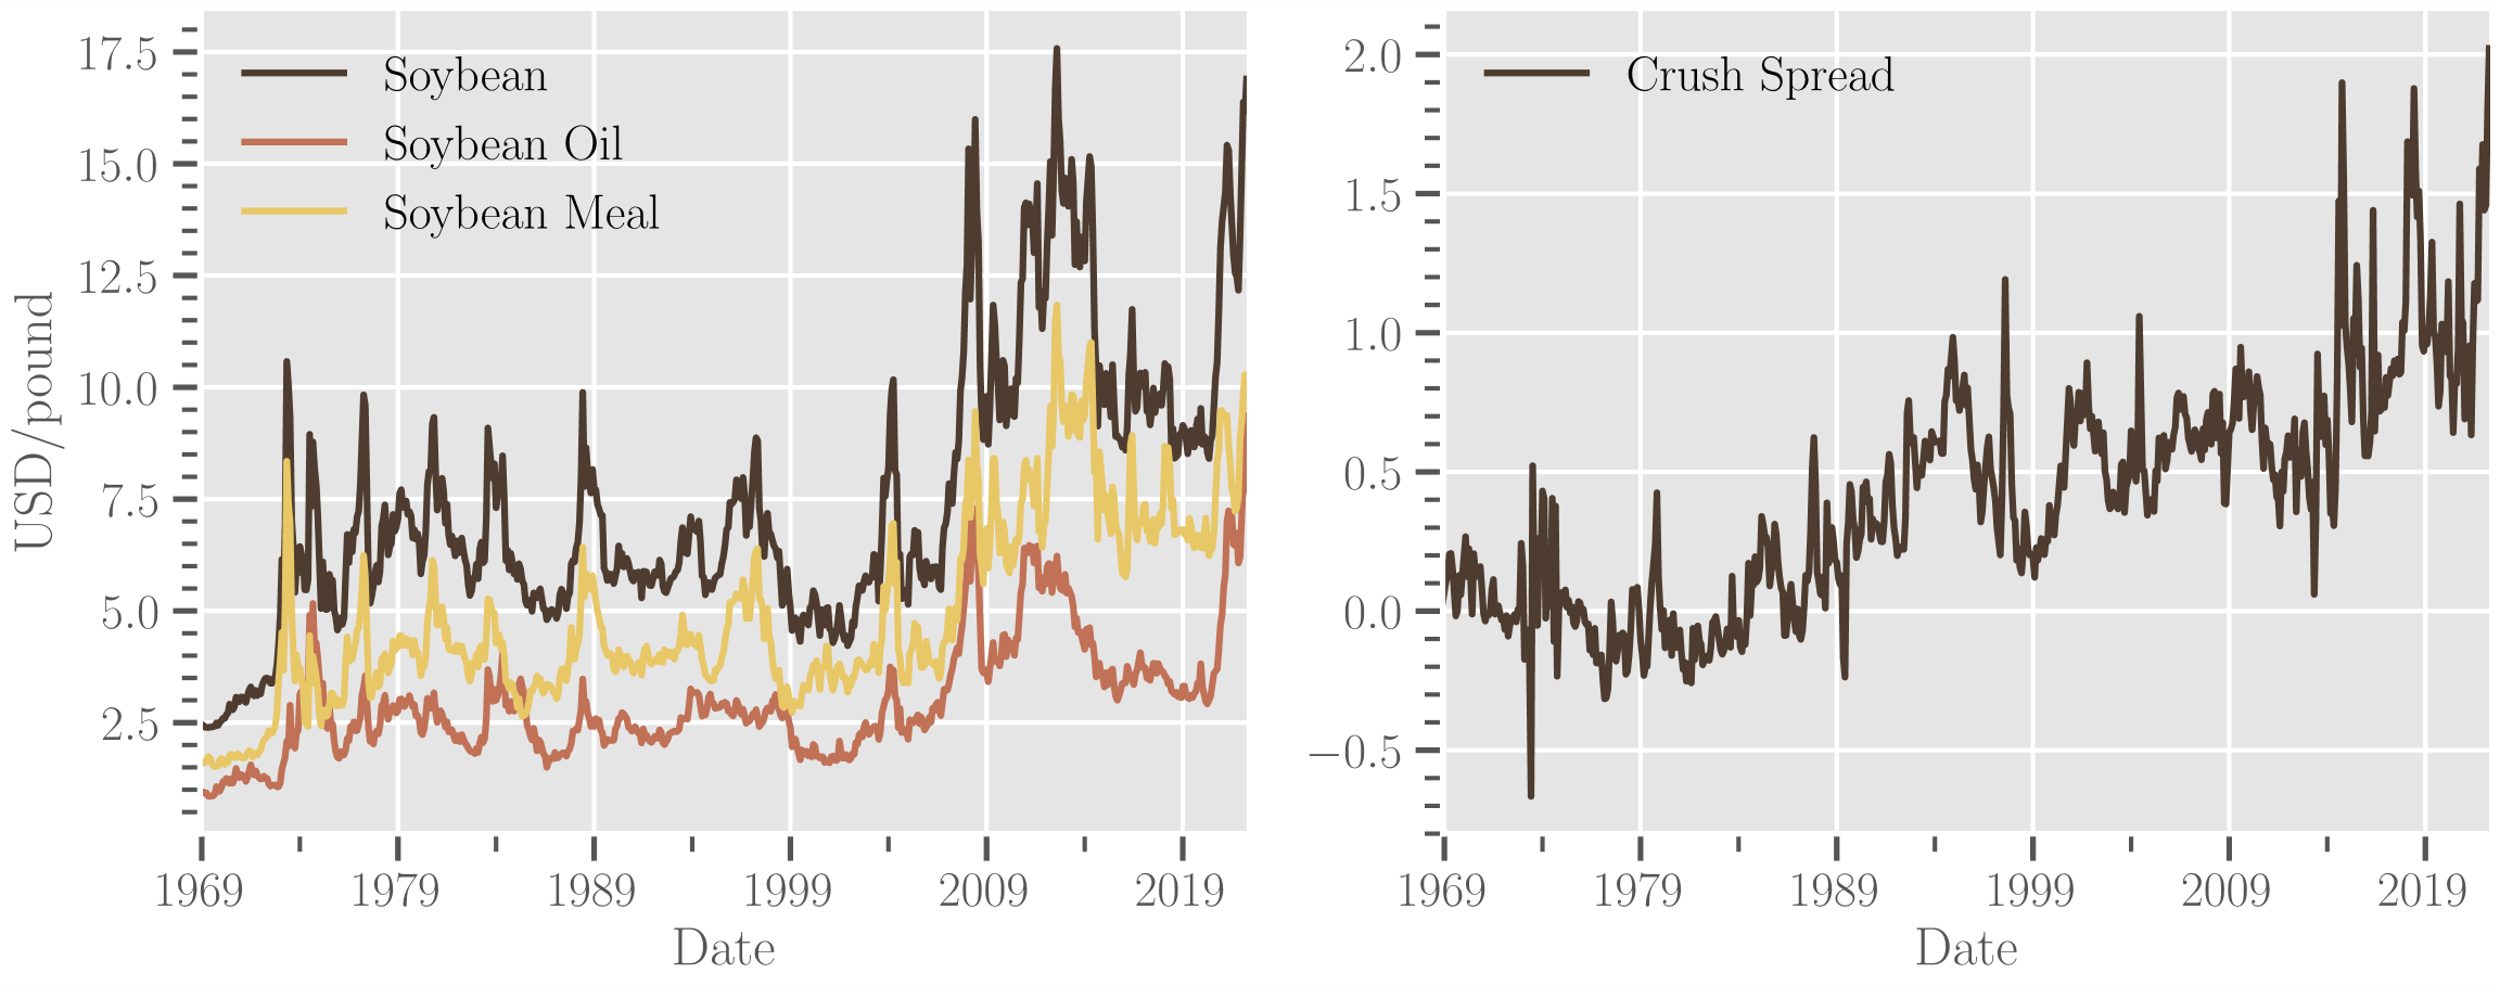 USD/pound
17.5
15.0
12.5
10.0
7.5
5.0
2.5
Soybean
Soybean Oil
Soybean Meal
1969 1979 1989 1999 2009 2019
Date
2.0
1.5
1.0
0.5
0.0
−0.5
Crush Spread
1969 1979 1989 1999 2009 2019
Date